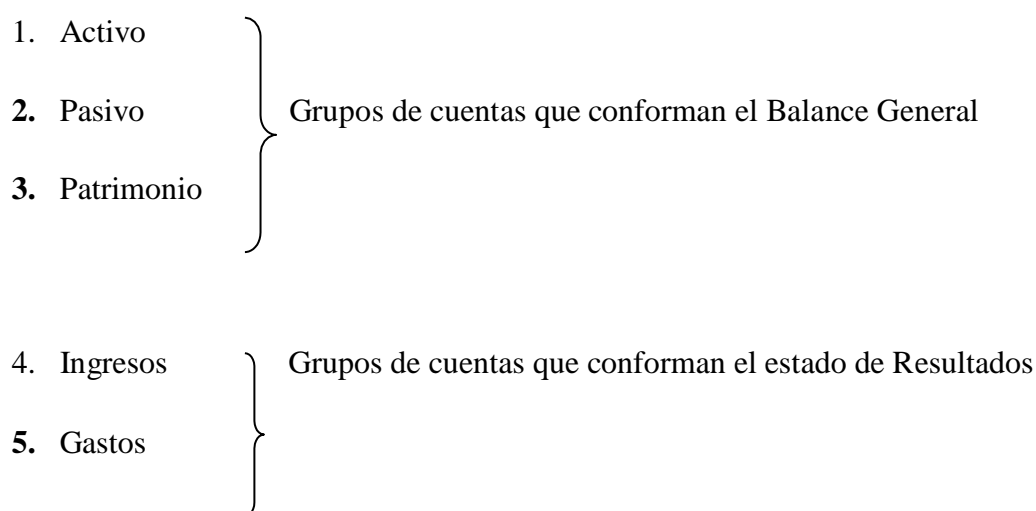 1. Activo
2. Pasivo Grupos de cuentas que conforman el Balance General
3. Patrimonio
4. Ingresos Grupos de cuentas que conforman el estado de Resultados
5. Gastos